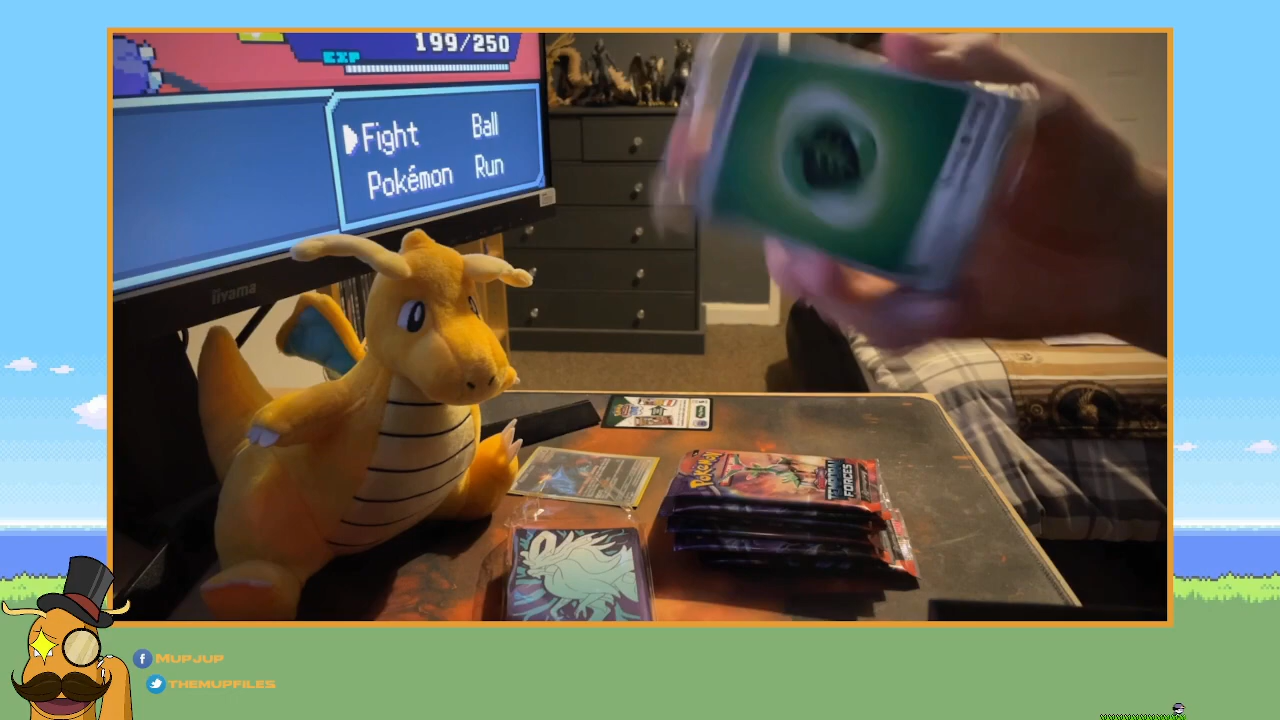 199/250
EXP
Fight Ball
Pokémon Run
iiyama
POKÉMON
TEMPORAL
FORCES
MUPJUP
THEMUPFILES